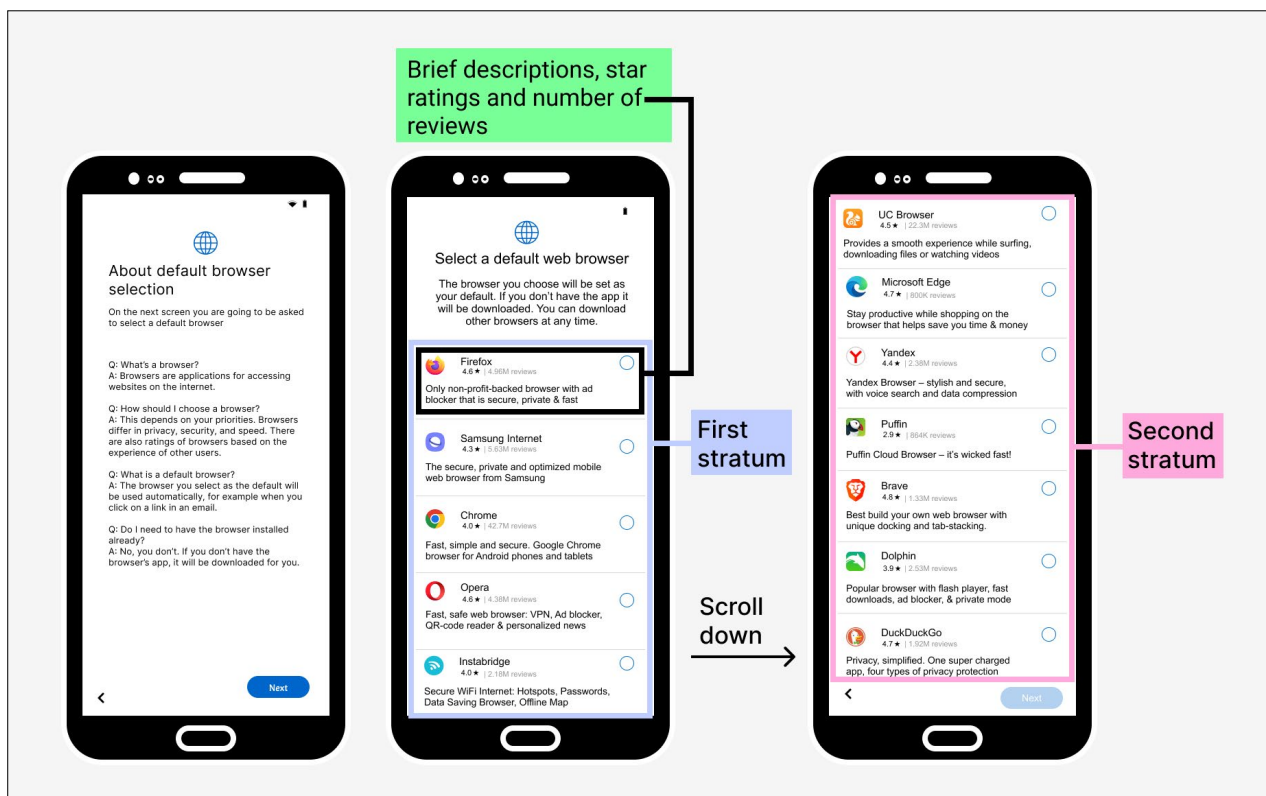 Brief descriptions, star
ratings and number of
reviews
About default browser
selection
On the next screen you are going to be asked
to select a default browser
Q: What's a browser?
A: Browsers are applications for accessing
websites on the internet.
Q: How should I choose a browser?
A: This depends on your priorities. Browsers
differ in privacy, security, and speed. There
are also ratings of browsers based on the
experience of other users.
Q: What is a default browser?
A: The browser you select as the default will
be used automatically, for example when you
click on a link in an email.
Q: Do I need to have the browser installed
already?
A: No, you don't. If you don't have the
browser's app, it will be downloaded for you.
Next
Select a default web browser
The browser you choose will be set as
your default. If you don't have the app it
will be downloaded. You can download
other browsers at any time.
Firefox
4.6★ | 4.96M reviews
Only non-profit-backed browser with ad
blocker that is secure, private & fast
Samsung Internet
4.3★ | 5.63M reviews
The secure, private and optimized mobile
web browser from Samsung
Chrome
4.0★ | 42.7M reviews
Fast, simple and secure. Google Chrome
browser for Android phones and tablets
Opera
4.6★ | 4.38M reviews
Fast, safe web browser: VPN, Ad blocker,
QR-code reader & personalized news
Instabridge
4.0★ | 2.18M reviews
Secure WiFi Internet: Hotspots, Passwords,
Data Saving Browser, Offline Map
First
stratum
Scroll
down
UC Browser
4.5★ | 22.3M reviews
Provides a smooth experience while surfing,
downloading files or watching videos
Microsoft Edge
4.7★ | 800K reviews
Stay productive while shopping on the
browser that helps save you time & money
Yandex
4.4★ | 2.38M reviews
Yandex Browser – stylish and secure,
with voice search and data compression
Puffin
2.9★ | 864K reviews
Puffin Cloud Browser – it's wicked fast!
Brave
4.8★ | 1.33M reviews
Best build your own web browser with
unique docking and tab-stacking.
Dolphin
3.9★ | 2.53M reviews
Popular browser with flash player, fast
downloads, ad blocker, & private mode
DuckDuckGo
4.7★ | 1.92M reviews
Privacy, simplified. One super charged
app, four types of privacy protection
Next
Second
stratum